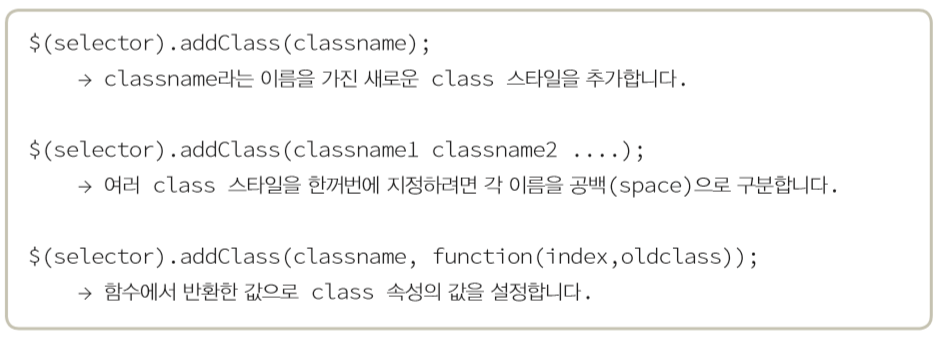 $(selector).addClass(classname);
→ classname라는 이름을 가진 새로운 class 스타일을 추가합니다.
$(selector).addClass(classname1 classname2 ....);
→ 여러 class 스타일을 한꺼번에 지정하려면 각 이름을 공백(space)으로 구분합니다.
$(selector).addClass(classname, function(index,oldclass));
→ 함수에서 반환한 값으로 class 속성의 값을 설정합니다.